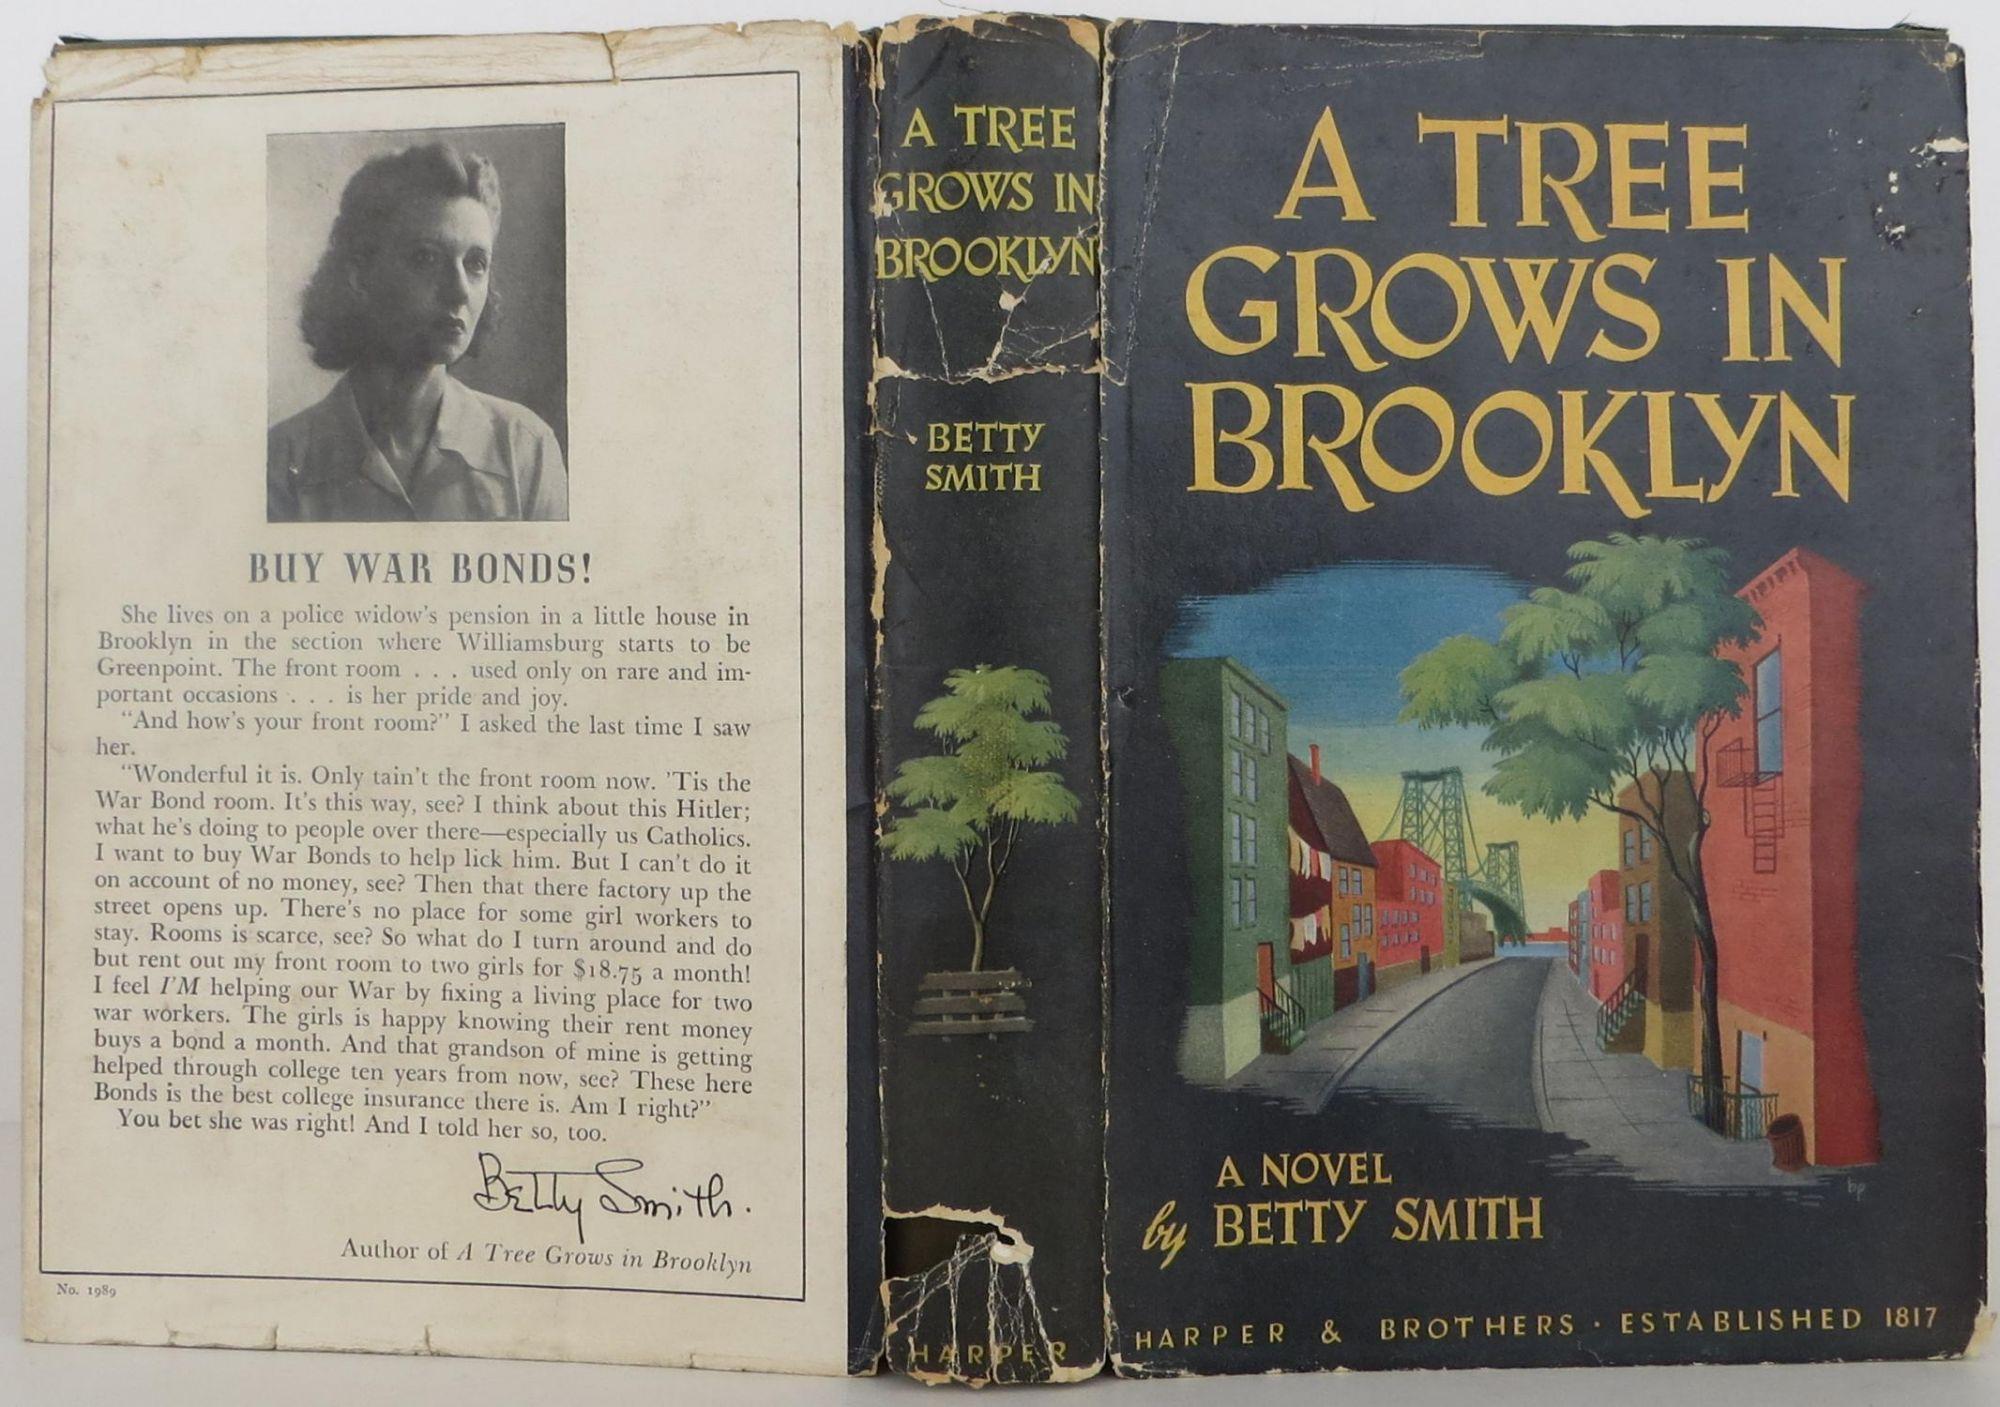 BUY WAR BONDS!
She lives on a police widow's pension in a little house in
Brooklyn in the section where Williamsburg starts to be
Greenpoint. The front room . . . used only on rare and im-
portant occasions . . . is her pride and joy.
"And how's your front room?" I asked the last time I saw
her.
"Wonderful it is. Only tain't the front room now. 'Tis the
War Bond room. It's this way, see? I think about this Hitler;
what he's doing to people over there—especially us Catholics.
I want to buy War Bonds to help lick him. But I can't do it
on account of no money, see? Then that there factory up the
street opens up. There's no place for some girl workers to
stay. Rooms is scarce, see? So what do I turn around and do
but rent out my front room to two girls for $18.75 a month!
I feel I'M helping our War by fixing a living place for two
war workers. The girls is happy knowing their rent money
buys a bond a month. And that grandson of mine is getting
helped through college ten years from now, see? These here
Bonds is the best college insurance there is. Am I right?"
You bet she was right! And I told her so, too.
Betty Smith.
Author of A Tree Grows in Brooklyn
No. 1989
A TREE
GROWS IN
BROOKLYN
BETTY
SMITH
HARPER
A TREE
GROWS IN
BROOKLYN
bp
A NOVEL
by BETTY SMITH
HARPER & BROTHERS · ESTABLISHED 1817